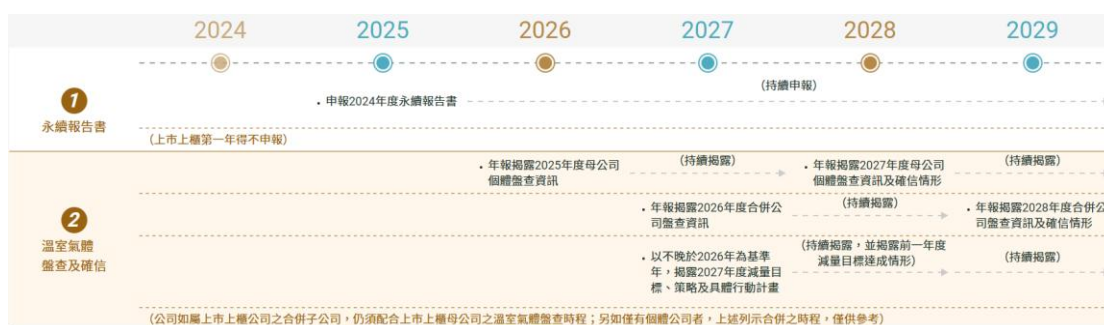 2024 2025 2026 2027 2028 2029
1
永續報告書
．申報2024年度永續報告書
(持續申報)
(上市上櫃第一年得不申報)
2
溫室氣體
盤查及確信
．年報揭露2025年度母公司
個體盤查資訊
(持續揭露)
．年報揭露2027年度母公司
個體盤查資訊及確信情形
(持續揭露)
．年報揭露2026年度合併公
司盤查資訊
(持續揭露)
．年報揭露2028年度合併公
司盤查資訊及確信情形
．以不晚於2026年為基準
年，揭露2027年度減量目
標、策略及具體行動計畫
(持續揭露，並揭露前一年度
減量目標達成情形)
(持續揭露)
(公司如屬上市上櫃公司之合併子公司，仍須配合上市上櫃母公司之溫室氣體盤查時程；另如僅有個體公司者，上述列示合併之時程，僅供參考)